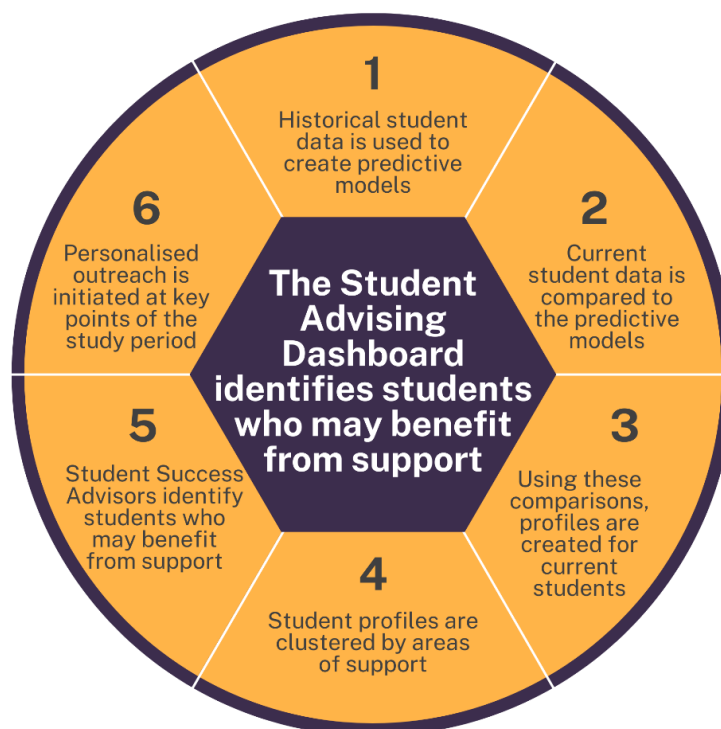 1
Historical student
data is used to
create predictive
models
2
Current
student data is
compared to
the predictive
models
3
Using these
comparisons,
profiles are
created for
current
students
4
Student profiles are
clustered by areas
of support
5
Student Success
Advisors identify
students who
may benefit
from support
6
Personalised
outreach is
initiated at key
points of the
study period
The Student
Advising
Dashboard
identifies students
who may benefit
from support